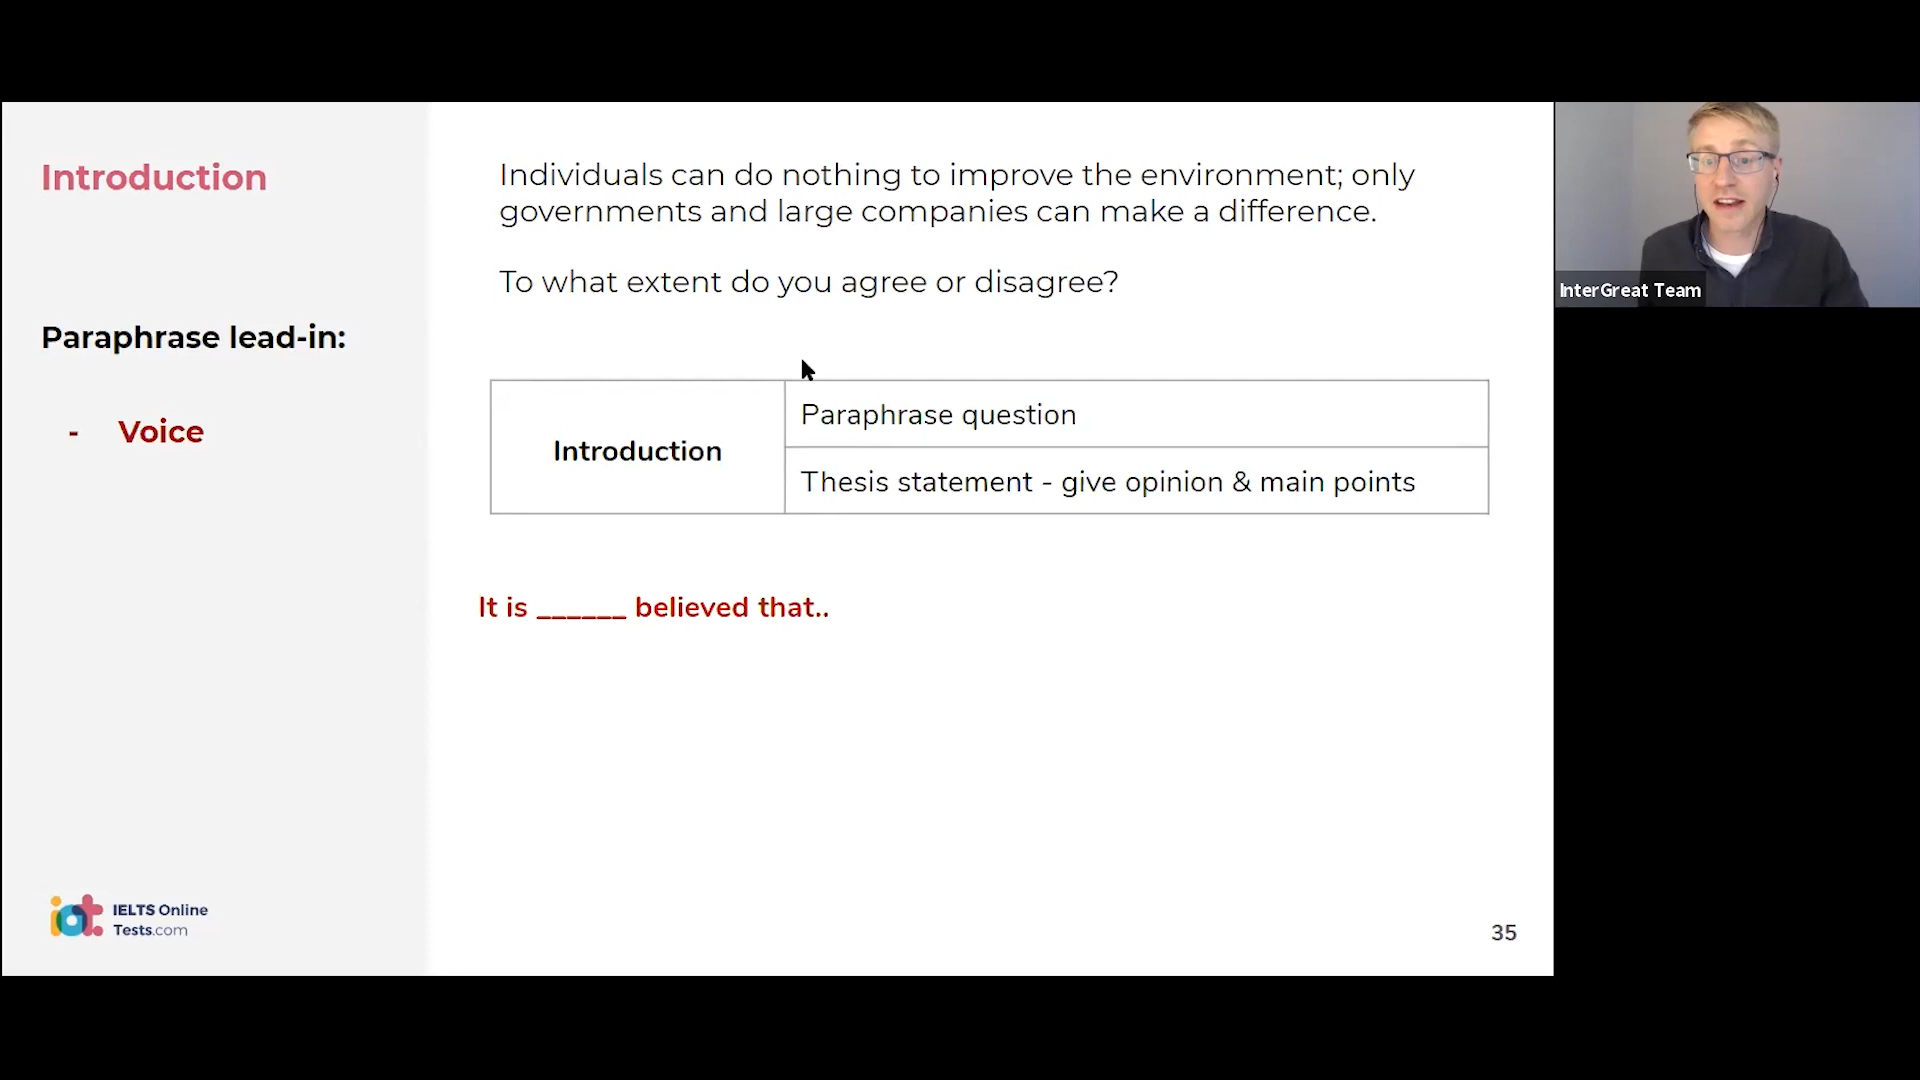 Introduction
Paraphrase lead-in:
- Voice
Individuals can do nothing to improve the environment; only
governments and large companies can make a difference.
To what extent do you agree or disagree?
Introduction
Paraphrase question
Thesis statement - give opinion & main points
It is ______ believed that..
iot IELTS Online
Tests.com
35
InterGreat Team